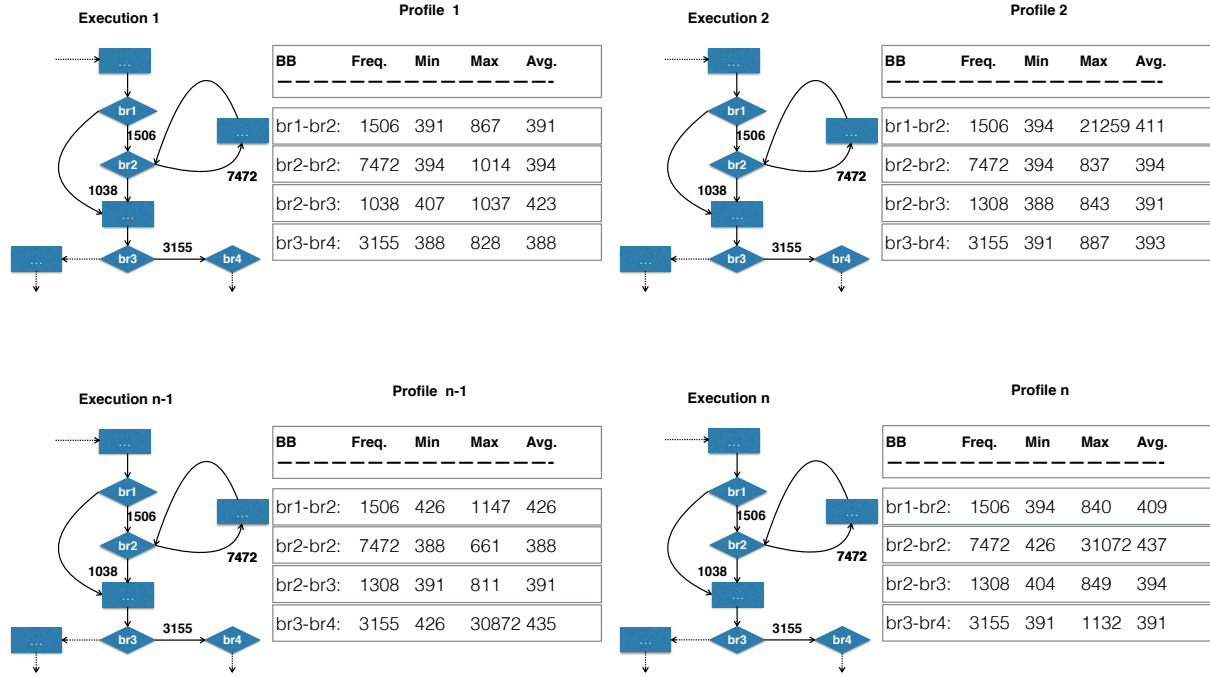 Execution 1
Profile 1
...
br1
1506
br2
...
7472
1038
...
...
br3
3155
br4
BB Freq. Min Max Avg.
br1-br2: 1506 391 867 391
br2-br2: 7472 394 1014 394
br2-br3: 1038 407 1037 423
br3-br4: 3155 388 828 388
Execution 2
Profile 2
...
br1
1506
br2
...
7472
1038
...
...
br3
3155
br4
BB Freq. Min Max Avg.
br1-br2: 1506 394 21259 411
br2-br2: 7472 394 837 394
br2-br3: 1308 388 843 391
br3-br4: 3155 391 887 393
Execution n-1
Profile n-1
...
br1
1506
br2
...
7472
1038
...
...
br3
3155
br4
BB Freq. Min Max Avg.
br1-br2: 1506 426 1147 426
br2-br2: 7472 388 661 388
br2-br3: 1308 391 811 391
br3-br4: 3155 426 30872 435
Execution n
Profile n
...
br1
1506
br2
...
7472
1038
...
...
br3
3155
br4
BB Freq. Min Max Avg.
br1-br2: 1506 394 840 409
br2-br2: 7472 426 31072 437
br2-br3: 1308 404 849 394
br3-br4: 3155 391 1132 391